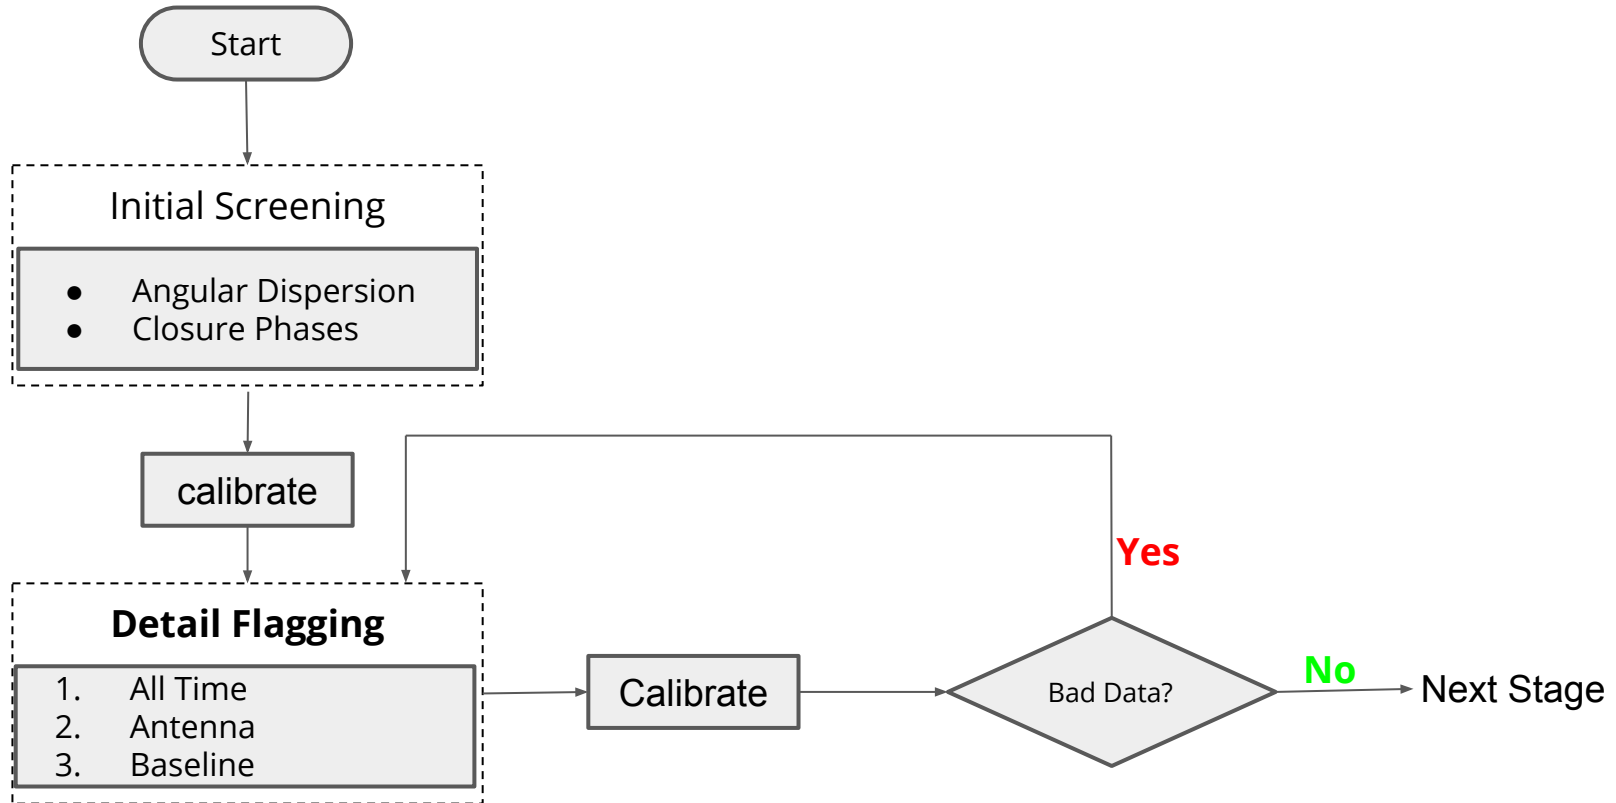 Start
Initial Screening
● Angular Dispersion
● Closure Phases
calibrate
Detail Flagging
1. All Time
2. Antenna
3. Baseline
Calibrate
Bad Data?
Yes
No
Next Stage